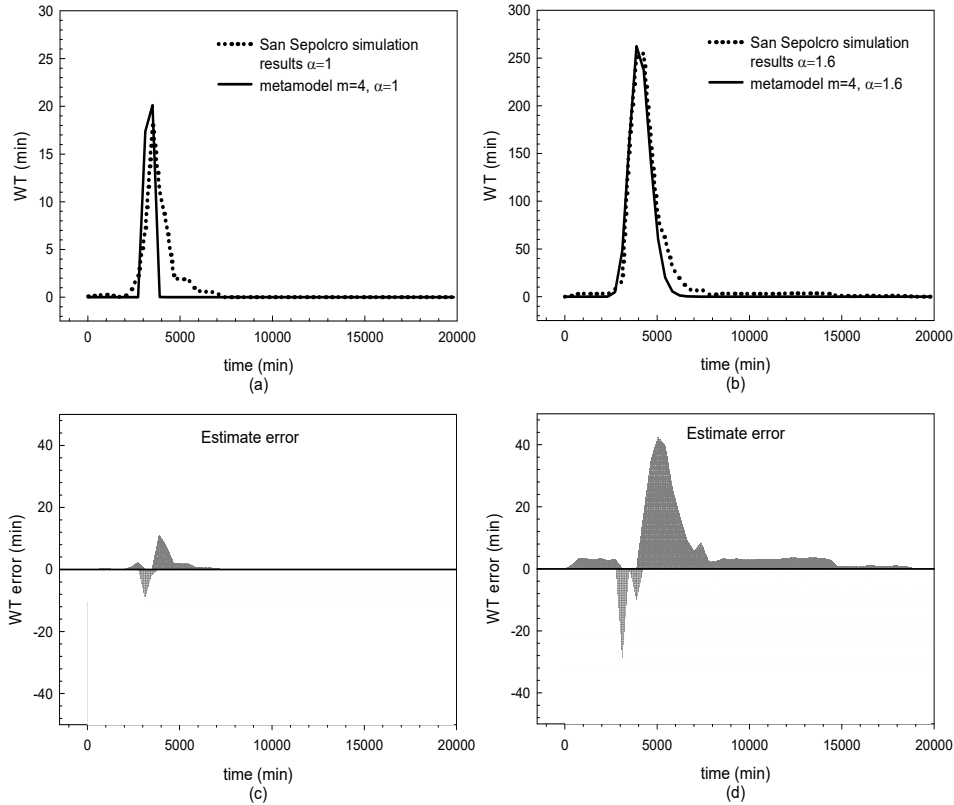 30
25
20
15
10
5
0
WT (min)
San Sepolcro simulation
results α=1
metamodel m=4, α=1
0 5000 10000 15000 20000
time (min)
(a)
300
250
200
150
100
50
0
WT (min)
San Sepolcro simulation
results α=1.6
metamodel m=4, α=1.6
0 5000 10000 15000 20000
time (min)
(b)
Estimate error
40
20
0
-20
-40
WT error (min)
0 5000 10000 15000 20000
time (min)
(c)
Estimate error
40
20
0
-20
-40
WT error (min)
0 5000 10000 15000 20000
time (min)
(d)